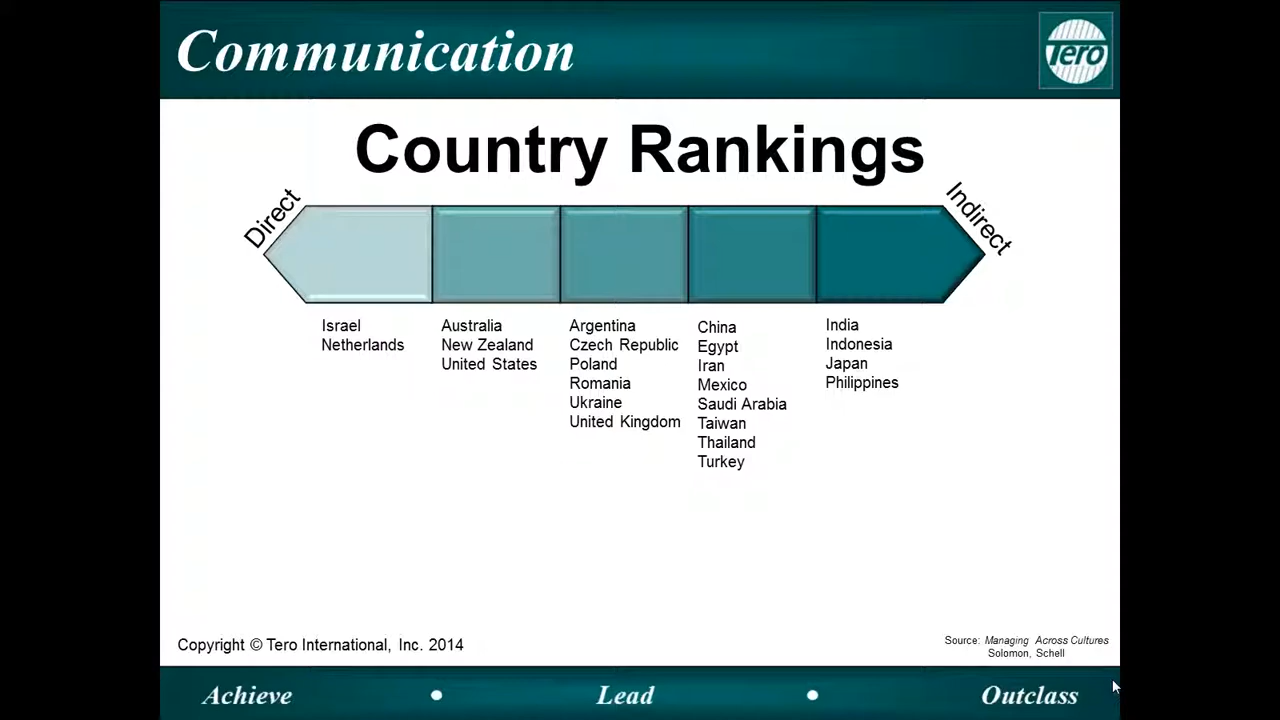 Communication
Tero
Country Rankings
Direct
Indirect
Israel
Netherlands
Australia
New Zealand
United States
Argentina
Czech Republic
Poland
Romania
Ukraine
United Kingdom
China
Egypt
Iran
Mexico
Saudi Arabia
Taiwan
Thailand
Turkey
India
Indonesia
Japan
Philippines
Copyright © Tero International, Inc. 2014
Source: Managing Across Cultures
Solomon, Schell
Achieve • Lead • Outclass